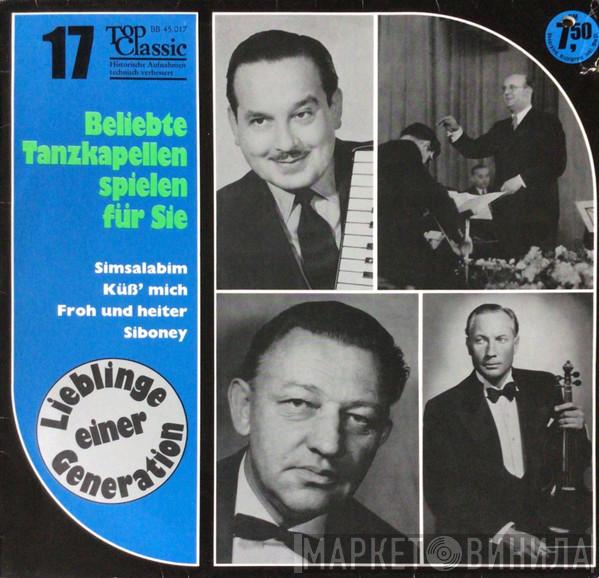 17
TOP Classic
BB 45.017
Historische Aufnahmen
technisch verbessert
Beliebte
Tanzkapellen
spielen
für Sie
Simsalabim
Küß' mich
Froh und heiter
Siboney
Lieblinge
einer
Generation
7,50
МАРКЕТ ВИНИЛА